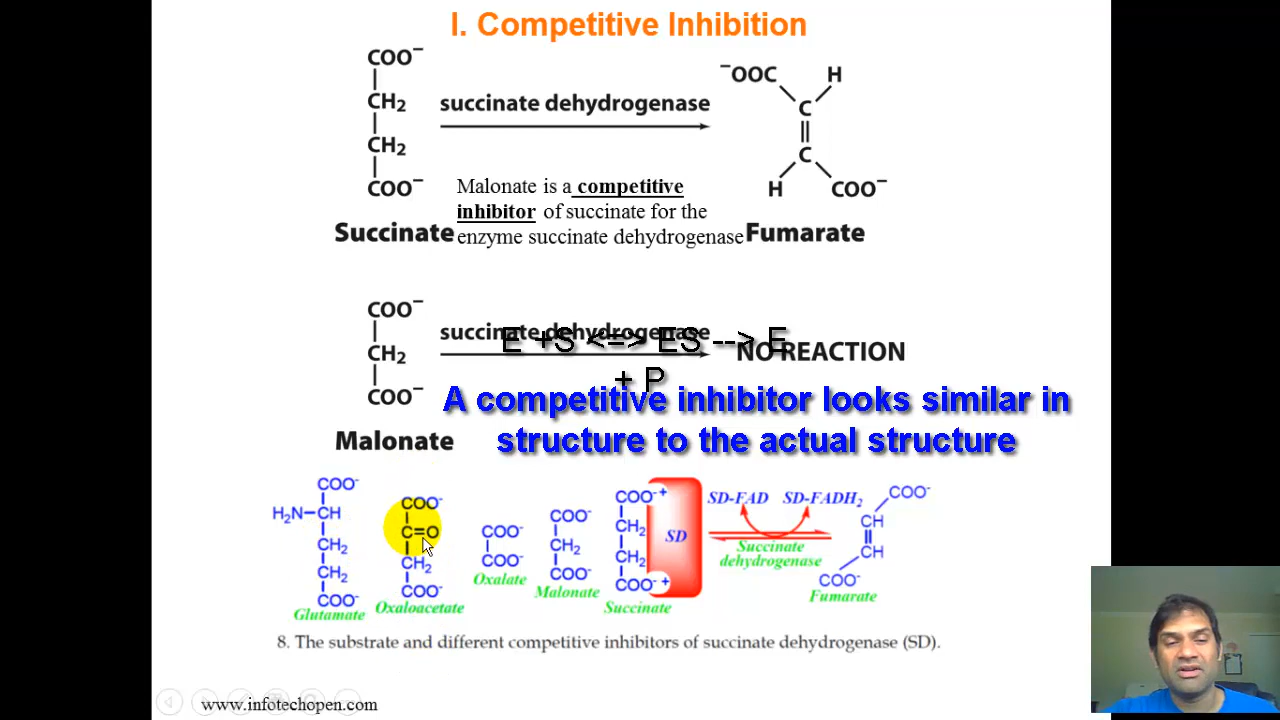 I. Competitive Inhibition
COO⁻
CH₂
CH₂
COO⁻
Succinate
succinate dehydrogenase
⁻OOC H
C
C
H COO⁻
Fumarate
Malonate is a competitive
inhibitor of succinate for the
enzyme succinate dehydrogenase
COO⁻
CH₂
COO⁻
Malonate
succinate dehydrogenase
NO REACTION
E +S <=> ES --> E
+ P
A competitive inhibitor looks similar in
structure to the actual structure
COO⁻
H₂N–CH
CH₂
CH₂
COO⁻
Glutamate
COO⁻
C=O
CH₂
COO⁻
Oxaloacetate
COO⁻
COO⁻
Oxalate
COO⁻
CH₂
COO⁻
Malonate
COO⁻ +
CH₂
CH₂
COO⁻ +
Succinate
SD
SD-FAD SD-FADH₂
Succinate
dehydrogenase
COO⁻
CH
CH
COO⁻
Fumarate
8. The substrate and different competitive inhibitors of succinate dehydrogenase (SD).
www.infotechopen.com